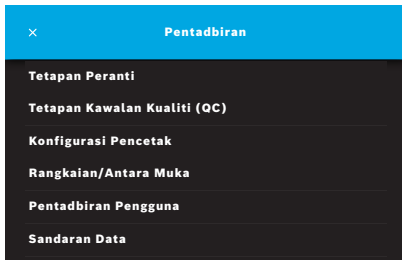 × Pentadbiran
Tetapan Peranti
Tetapan Kawalan Kualiti (QC)
Konfigurasi Pencetak
Rangkaian/Antara Muka
Pentadbiran Pengguna
Sandaran Data